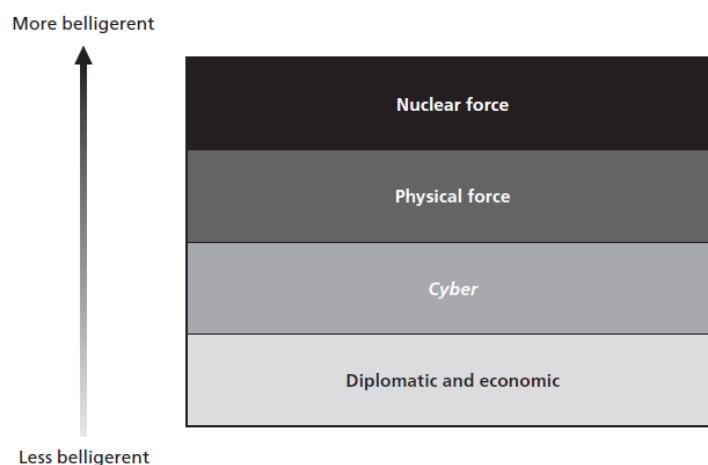 More belligerent
Nuclear force
Physical force
Cyber
Diplomatic and economic
Less belligerent